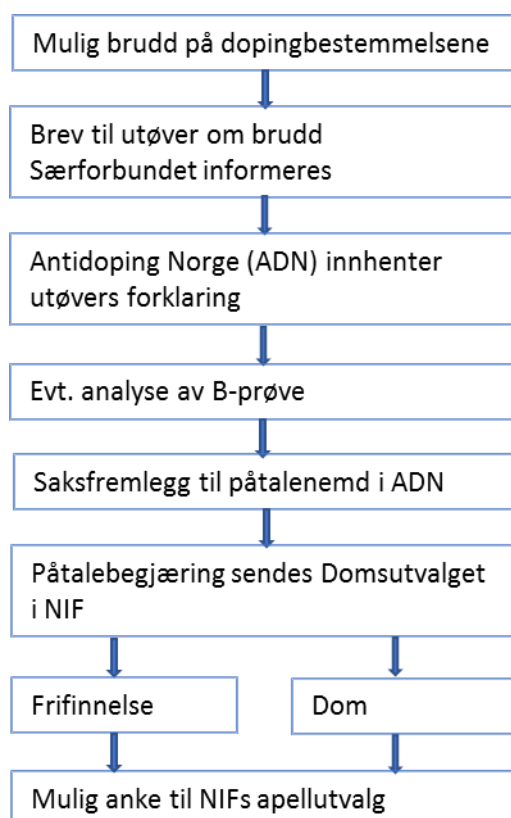 Mulig brudd på dopingbestemmelsene
Brev til utøver om brudd
Særforbundet informeres
Antidoping Norge (ADN) innhenter
utøvers forklaring
Evt. analyse av B-prøve
Saksfremlegg til påtalenemd i ADN
Påtalebegjæring sendes Domsutvalget
i NIF
Frifinnelse
Dom
Mulig anke til NIFs apellutvalg